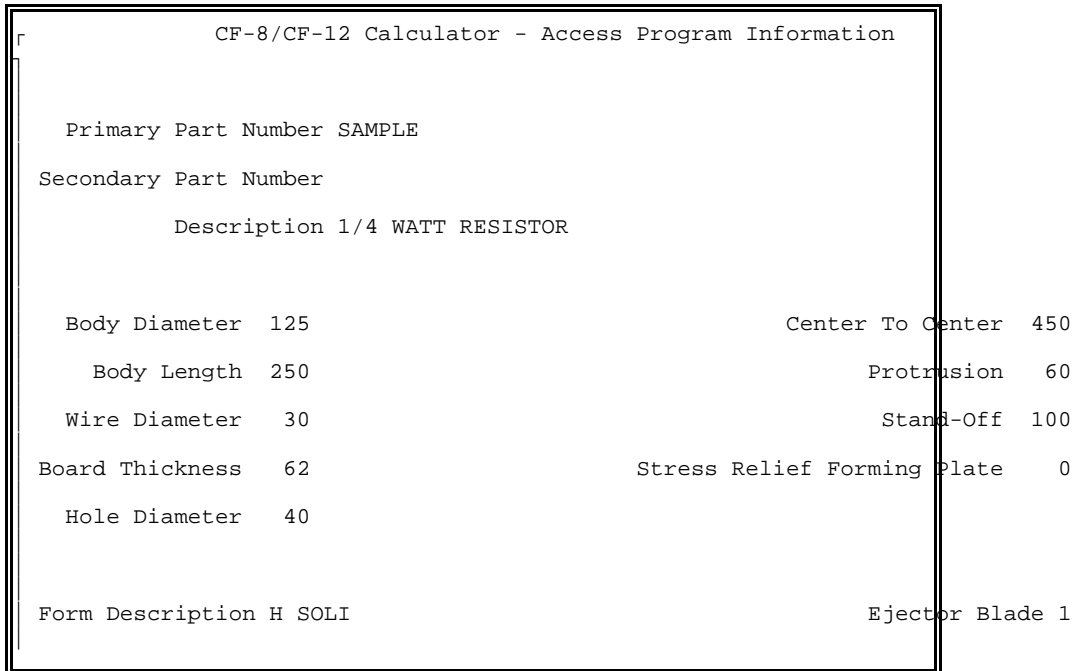 CF-8/CF-12 Calculator - Access Program Information
Primary Part Number SAMPLE
Secondary Part Number
Description 1/4 WATT RESISTOR
Body Diameter 125 Center To Center 450
Body Length 250 Protrusion 60
Wire Diameter 30 Stand-Off 100
Board Thickness 62 Stress Relief Forming Plate 0
Hole Diameter 40
Form Description H SOLI Ejector Blade 1